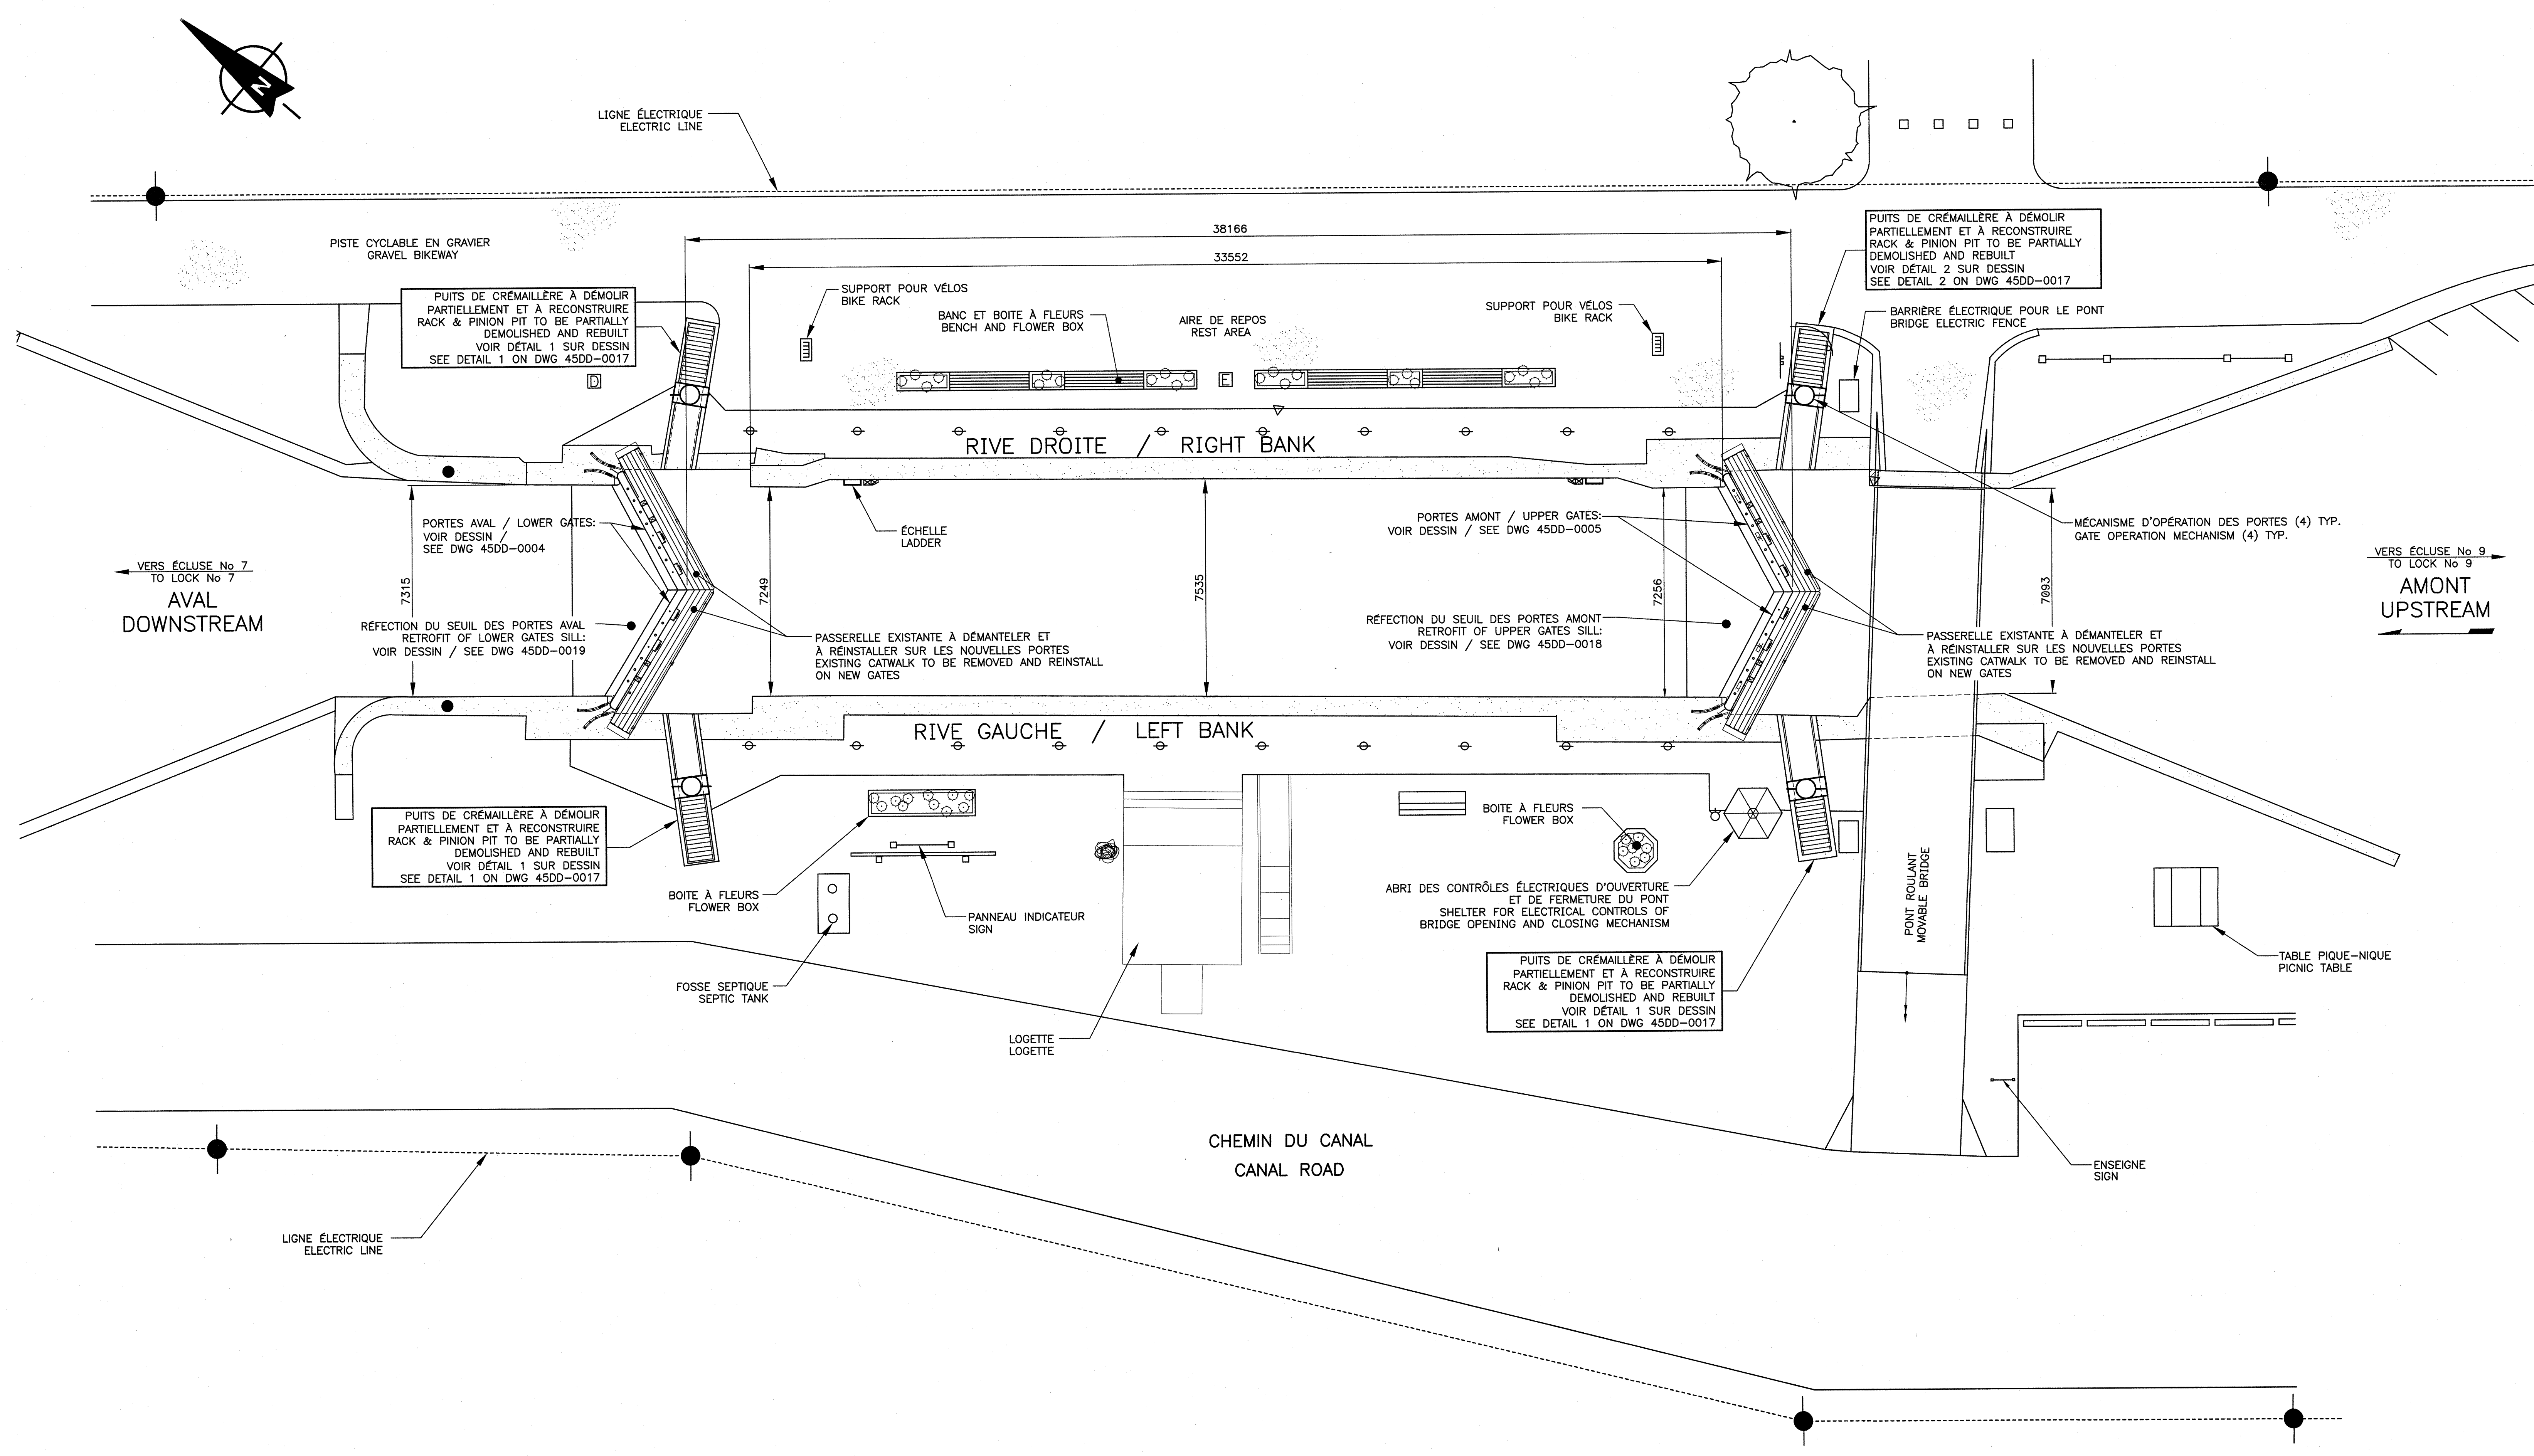 N
LIGNE ÉLECTRIQUE
ELECTRIC LINE
PISTE CYCLABLE EN GRAVIER
GRAVEL BIKEWAY
38166
33552
PUITS DE CRÉMAILLÈRE À DÉMOLIR
PARTIELLEMENT ET À RECONSTRUIRE
RACK & PINION PIT TO BE PARTIALLY
DEMOLISHED AND REBUILT
VOIR DÉTAIL 2 SUR DESSIN
SEE DETAIL 2 ON DWG 45DD-0017
PUITS DE CRÉMAILLÈRE À DÉMOLIR
PARTIELLEMENT ET À RECONSTRUIRE
RACK & PINION PIT TO BE PARTIALLY
DEMOLISHED AND REBUILT
VOIR DÉTAIL 1 SUR DESSIN
SEE DETAIL 1 ON DWG 45DD-0017
SUPPORT POUR VÉLOS
BIKE RACK
BANC ET BOITE À FLEURS
BENCH AND FLOWER BOX
AIRE DE REPOS
REST AREA
SUPPORT POUR VÉLOS
BIKE RACK
BARRIÈRE ÉLECTRIQUE POUR LE PONT
BRIDGE ELECTRIC FENCE
D
E
RIVE DROITE / RIGHT BANK
PORTES AVAL / LOWER GATES:
VOIR DESSIN /
SEE DWG 45DD-0004
ÉCHELLE
LADDER
PORTES AMONT / UPPER GATES:
VOIR DESSIN / SEE DWG 45DD-0005
MÉCANISME D'OPÉRATION DES PORTES (4) TYP.
GATE OPERATION MECHANISM (4) TYP.
VERS ÉCLUSE No 7
TO LOCK No 7
AVAL
DOWNSTREAM
7315
7249
7535
7256
7093
VERS ÉCLUSE No 9
TO LOCK No 9
AMONT
UPSTREAM
RÉFECTION DU SEUIL DES PORTES AVAL
RETROFIT OF LOWER GATES SILL:
VOIR DESSIN / SEE DWG 45DD-0019
PASSERELLE EXISTANTE À DÉMANTELER ET
À RÉINSTALLER SUR LES NOUVELLES PORTES
EXISTING CATWALK TO BE REMOVED AND REINSTALL
ON NEW GATES
RÉFECTION DU SEUIL DES PORTES AMONT
RETROFIT OF UPPER GATES SILL:
VOIR DESSIN / SEE DWG 45DD-0018
PASSERELLE EXISTANTE À DÉMANTELER ET
À RÉINSTALLER SUR LES NOUVELLES PORTES
EXISTING CATWALK TO BE REMOVED AND REINSTALL
ON NEW GATES
RIVE GAUCHE / LEFT BANK
PUITS DE CRÉMAILLÈRE À DÉMOLIR
PARTIELLEMENT ET À RECONSTRUIRE
RACK & PINION PIT TO BE PARTIALLY
DEMOLISHED AND REBUILT
VOIR DÉTAIL 1 SUR DESSIN
SEE DETAIL 1 ON DWG 45DD-0017
BOITE À FLEURS
FLOWER BOX
PANNEAU INDICATEUR
SIGN
FOSSE SEPTIQUE
SEPTIC TANK
LOGETTE
LOGETTE
BOITE À FLEURS
FLOWER BOX
ABRI DES CONTRÔLES ÉLECTRIQUES D'OUVERTURE
ET DE FERMETURE DU PONT
SHELTER FOR ELECTRICAL CONTROLS OF
BRIDGE OPENING AND CLOSING MECHANISM
PUITS DE CRÉMAILLÈRE À DÉMOLIR
PARTIELLEMENT ET À RECONSTRUIRE
RACK & PINION PIT TO BE PARTIALLY
DEMOLISHED AND REBUILT
VOIR DÉTAIL 1 SUR DESSIN
SEE DETAIL 1 ON DWG 45DD-0017
PONT ROULANT
MOVABLE BRIDGE
TABLE PIQUE-NIQUE
PICNIC TABLE
ENSEIGNE
SIGN
CHEMIN DU CANAL
CANAL ROAD
LIGNE ÉLECTRIQUE
ELECTRIC LINE